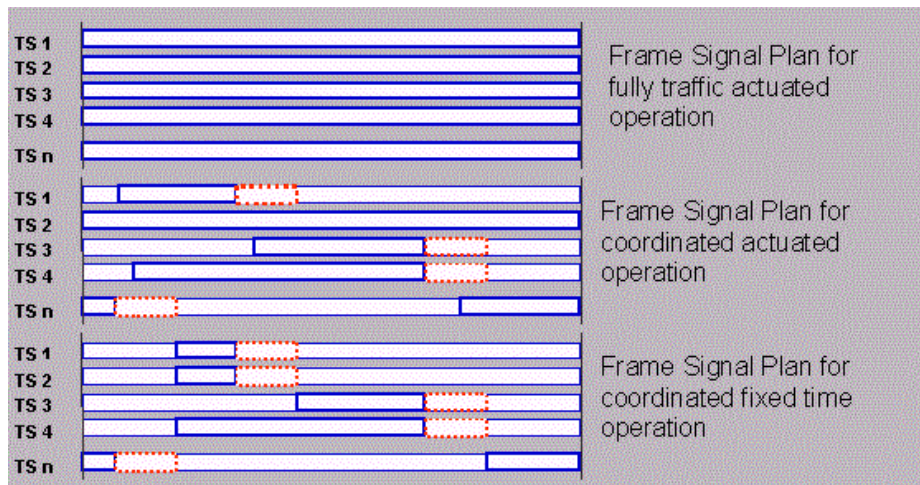 TS 1
TS 2
TS 3
TS 4
TS n
Frame Signal Plan for
fully traffic actuated
operation
TS 1
TS 2
TS 3
TS 4
TS n
Frame Signal Plan for
coordinated actuated
operation
TS 1
TS 2
TS 3
TS 4
TS n
Frame Signal Plan for
coordinated fixed time
operation